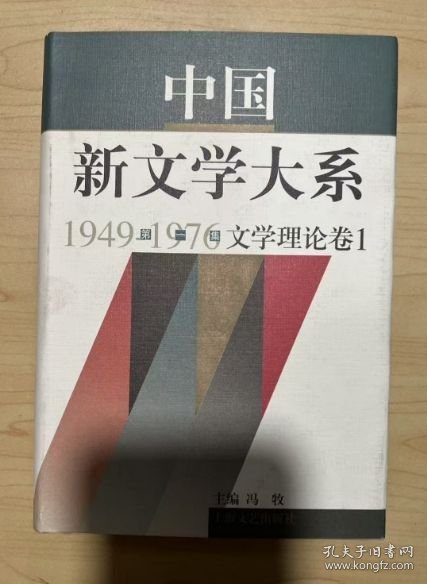 中国
新文学大系
1949 第一集 1976 文学理论卷1
主编 冯牧
上海文艺出版社
孔夫子旧书网
www.kongfz.com